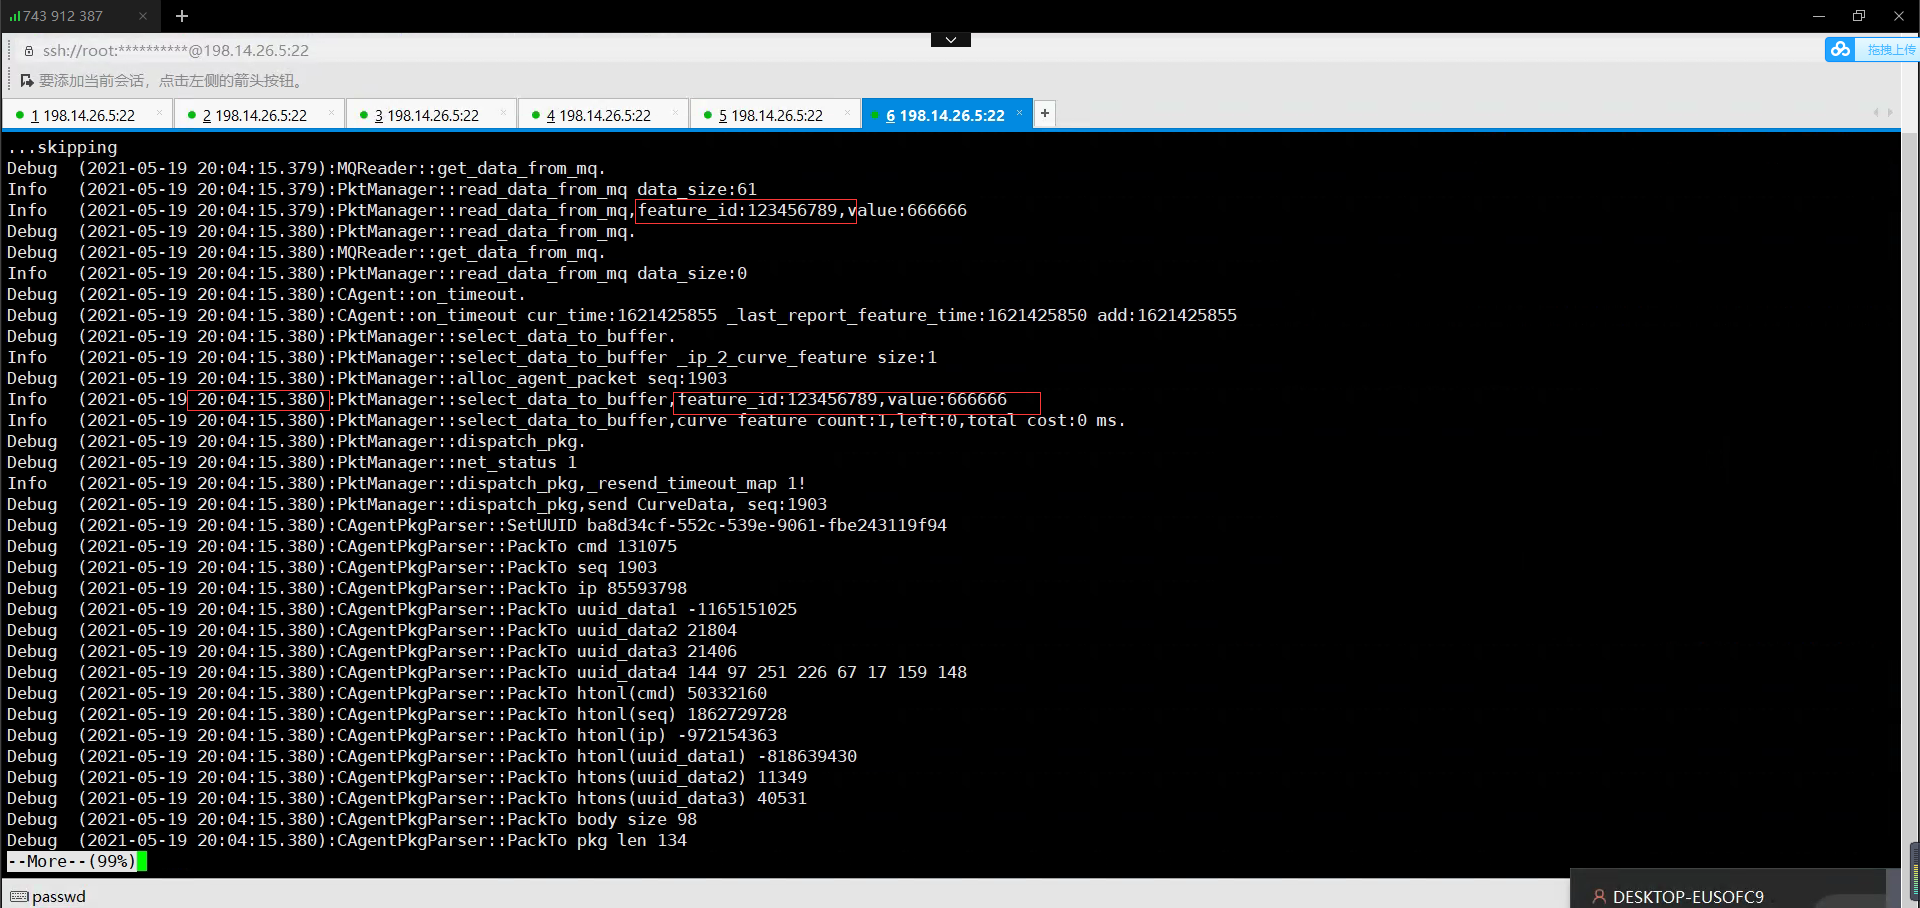 743 912 387
ssh://root:**********@198.14.26.5:22
拖拽上传
要添加当前会话，点击左侧的箭头按钮。
1 198.14.26.5:22
2 198.14.26.5:22
3 198.14.26.5:22
4 198.14.26.5:22
5 198.14.26.5:22
6 198.14.26.5:22
...skipping
Debug  (2021-05-19 20:04:15.379):MQReader::get_data_from_mq.
Info   (2021-05-19 20:04:15.379):PktManager::read_data_from_mq data_size:61
Info   (2021-05-19 20:04:15.379):PktManager::read_data_from_mq,feature_id:123456789,value:666666
Debug  (2021-05-19 20:04:15.380):PktManager::read_data_from_mq.
Debug  (2021-05-19 20:04:15.380):MQReader::get_data_from_mq.
Info   (2021-05-19 20:04:15.380):PktManager::read_data_from_mq data_size:0
Debug  (2021-05-19 20:04:15.380):CAgent::on_timeout.
Debug  (2021-05-19 20:04:15.380):CAgent::on_timeout cur_time:1621425855 _last_report_feature_time:1621425850 add:1621425855
Debug  (2021-05-19 20:04:15.380):PktManager::select_data_to_buffer.
Info   (2021-05-19 20:04:15.380):PktManager::select_data_to_buffer _ip_2_curve_feature size:1
Debug  (2021-05-19 20:04:15.380):PktManager::alloc_agent_packet seq:1903
Info   (2021-05-19 20:04:15.380):PktManager::select_data_to_buffer,feature_id:123456789,value:666666
Info   (2021-05-19 20:04:15.380):PktManager::select_data_to_buffer,curve feature count:1,left:0,total cost:0 ms.
Debug  (2021-05-19 20:04:15.380):PktManager::dispatch_pkg.
Debug  (2021-05-19 20:04:15.380):PktManager::net_status 1
Info   (2021-05-19 20:04:15.380):PktManager::dispatch_pkg,_resend_timeout_map 1!
Debug  (2021-05-19 20:04:15.380):PktManager::dispatch_pkg,send CurveData, seq:1903
Debug  (2021-05-19 20:04:15.380):CAgentPkgParser::SetUUID ba8d34cf-552c-539e-9061-fbe243119f94
Debug  (2021-05-19 20:04:15.380):CAgentPkgParser::PackTo cmd 131075
Debug  (2021-05-19 20:04:15.380):CAgentPkgParser::PackTo seq 1903
Debug  (2021-05-19 20:04:15.380):CAgentPkgParser::PackTo ip 85593798
Debug  (2021-05-19 20:04:15.380):CAgentPkgParser::PackTo uuid_data1 -1165151025
Debug  (2021-05-19 20:04:15.380):CAgentPkgParser::PackTo uuid_data2 21804
Debug  (2021-05-19 20:04:15.380):CAgentPkgParser::PackTo uuid_data3 21406
Debug  (2021-05-19 20:04:15.380):CAgentPkgParser::PackTo uuid_data4 144 97 251 226 67 17 159 148
Debug  (2021-05-19 20:04:15.380):CAgentPkgParser::PackTo htonl(cmd) 50332160
Debug  (2021-05-19 20:04:15.380):CAgentPkgParser::PackTo htonl(seq) 1862729728
Debug  (2021-05-19 20:04:15.380):CAgentPkgParser::PackTo htonl(ip) -972154363
Debug  (2021-05-19 20:04:15.380):CAgentPkgParser::PackTo htonl(uuid_data1) -818639430
Debug  (2021-05-19 20:04:15.380):CAgentPkgParser::PackTo htons(uuid_data2) 11349
Debug  (2021-05-19 20:04:15.380):CAgentPkgParser::PackTo htons(uuid_data3) 40531
Debug  (2021-05-19 20:04:15.380):CAgentPkgParser::PackTo body size 98
Debug  (2021-05-19 20:04:15.380):CAgentPkgParser::PackTo pkg len 134
--More--(99%)
passwd
DESKTOP-EUSOFC9